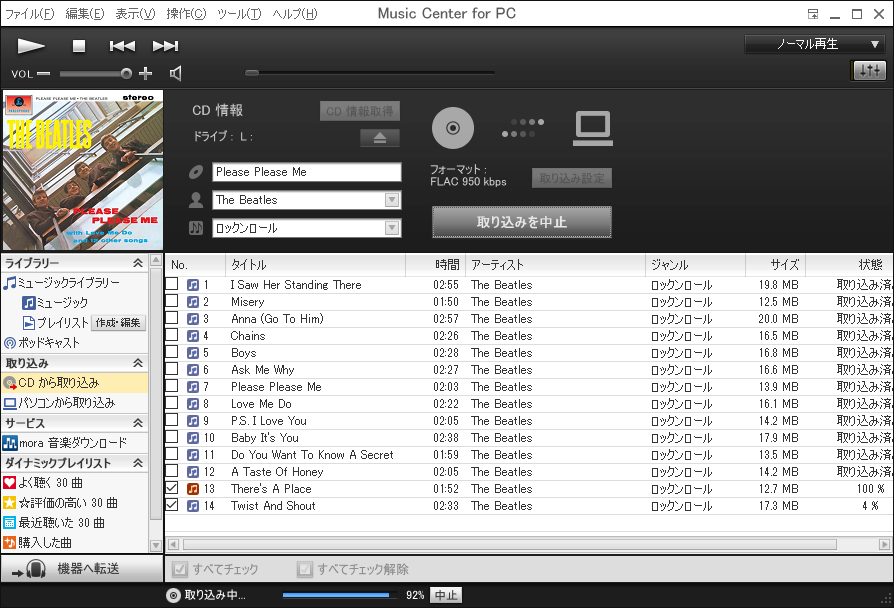 ファイル(F) 編集(E) 表示(V) 操作(C) ツール(T) ヘルプ(H) Music Center for PC
ノーマル再生
VOL
PLEASE PLEASE ME • THE BEATLES stereo
THE BEATLES
PLEASE
PLEASE ME
with Love Me Do
and 12 other songs
CD 情報
CD 情報取得
ドライブ : L :
Please Please Me
The Beatles
ロックンロール
フォーマット :
FLAC 950 kbps
取り込み設定
取り込みを中止
ライブラリー
ミュージックライブラリー
ミュージック
プレイリスト 作成・編集
ポッドキャスト
取り込み
CD から取り込み
パソコンから取り込み
サービス
mora 音楽ダウンロード
ダイナミックプレイリスト
よく聴く 30 曲
☆評価の高い 30 曲
最近聴いた 30 曲
購入した曲
機器へ転送
No. タイトル 時間 アーティスト ジャンル サイズ 状態
1 I Saw Her Standing There 02:55 The Beatles ロックンロール 19.8 MB 取り込み済
2 Misery 01:50 The Beatles ロックンロール 12.5 MB 取り込み済
3 Anna (Go To Him) 02:57 The Beatles ロックンロール 20.0 MB 取り込み済
4 Chains 02:26 The Beatles ロックンロール 16.5 MB 取り込み済
5 Boys 02:28 The Beatles ロックンロール 16.8 MB 取り込み済
6 Ask Me Why 02:27 The Beatles ロックンロール 16.6 MB 取り込み済
7 Please Please Me 02:03 The Beatles ロックンロール 13.9 MB 取り込み済
8 Love Me Do 02:22 The Beatles ロックンロール 16.1 MB 取り込み済
9 P.S. I Love You 02:05 The Beatles ロックンロール 14.2 MB 取り込み済
10 Baby It's You 02:38 The Beatles ロックンロール 17.9 MB 取り込み済
11 Do You Want To Know A Secret 01:59 The Beatles ロックンロール 13.5 MB 取り込み済
12 A Taste Of Honey 02:05 The Beatles ロックンロール 14.2 MB 取り込み済
13 There's A Place 01:52 The Beatles ロックンロール 12.7 MB 100 %
14 Twist And Shout 02:33 The Beatles ロックンロール 17.3 MB 4 %
すべてチェック すべてチェック解除
取り込み中... 92% 中止